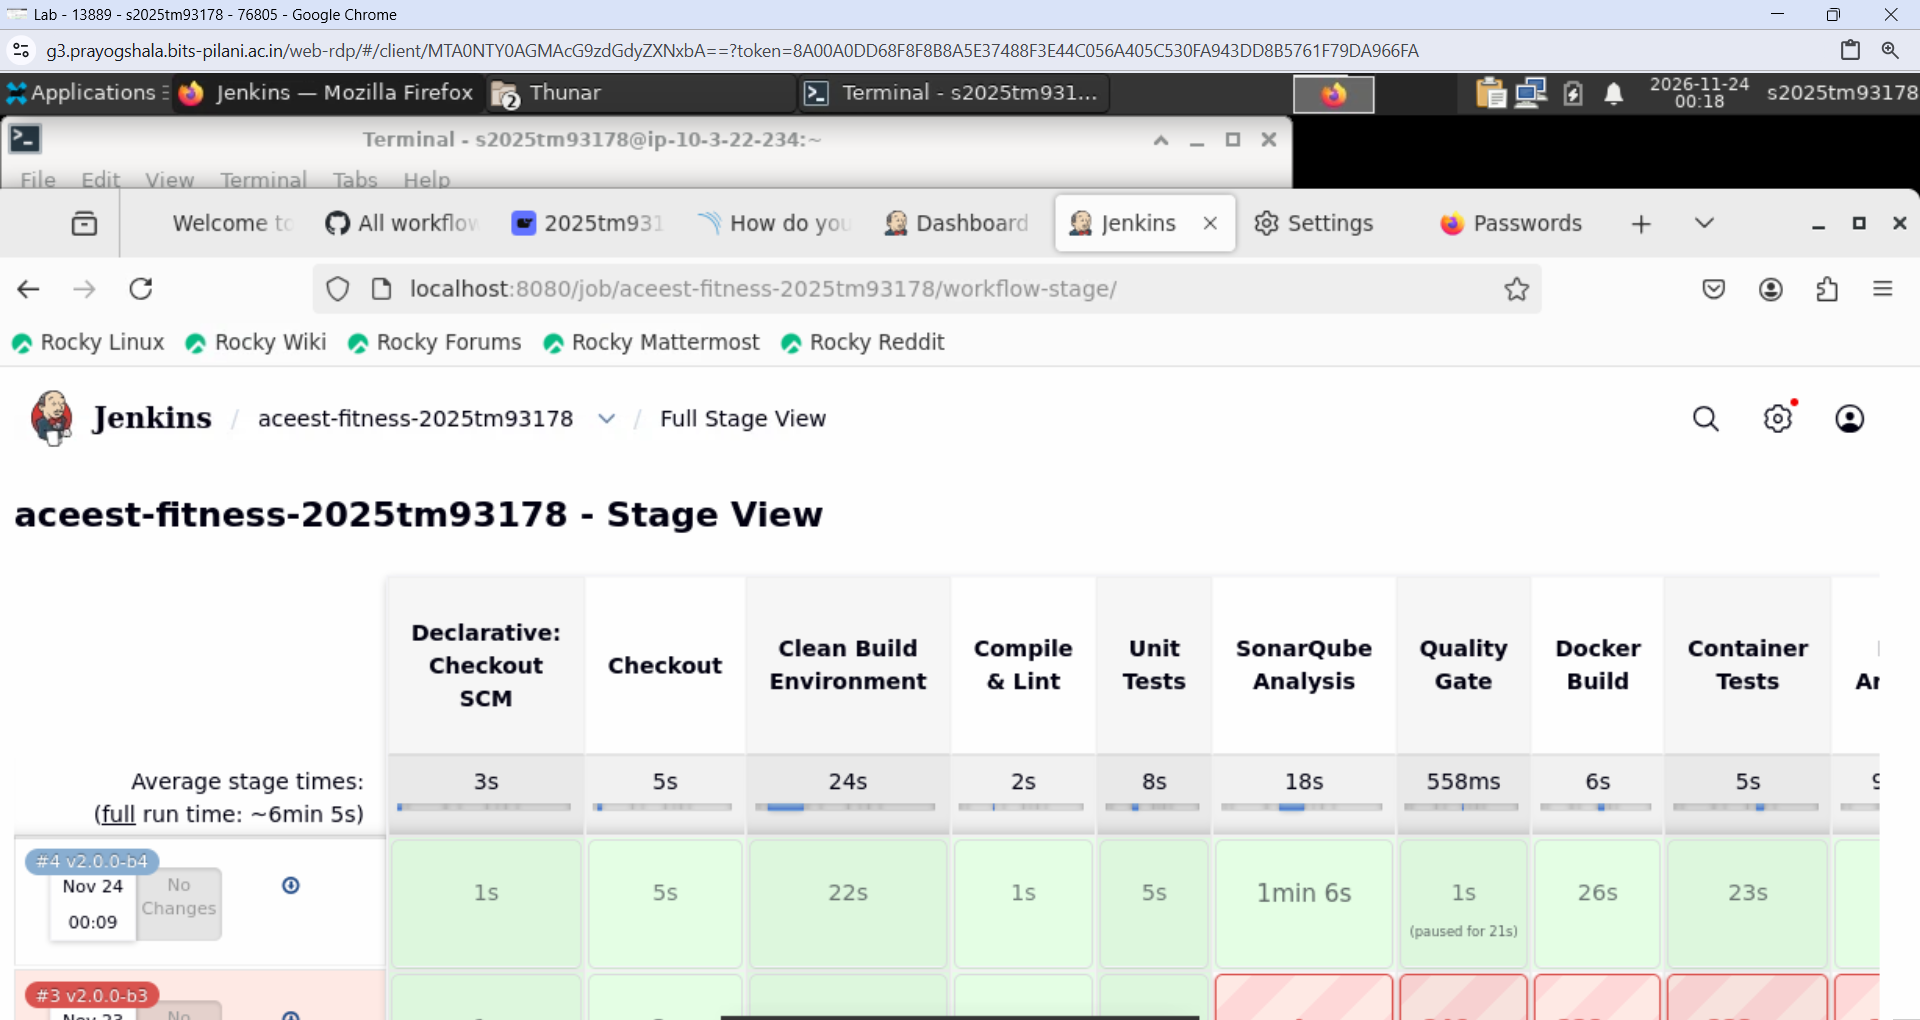 Lab - 13889 - s2025tm93178 - 76805 - Google Chrome
g3.prayogshala.bits-pilani.ac.in/web-rdp/#/client/MTA0NTY0AGMAcG9zdGdyZXNxbA==?token=8A00A0DD68F8F8B8A5E37488F3E44C056A405C530FA943DD8B5761F79DA966FA
Applications Jenkins — Mozilla Firefox 2 Thunar Terminal - s2025tm931... 2026-11-24 00:18 s2025tm93178
Terminal - s2025tm93178@ip-10-3-22-234:~
File Edit View Terminal Tabs Help
Welcome to All workflow 2025tm931 How do you Dashboard Jenkins Settings Passwords
localhost:8080/job/aceest-fitness-2025tm93178/workflow-stage/
Rocky Linux Rocky Wiki Rocky Forums Rocky Mattermost Rocky Reddit
Jenkins / aceest-fitness-2025tm93178 / Full Stage View
aceest-fitness-2025tm93178 - Stage View
Declarative: Checkout SCM
Checkout
Clean Build Environment
Compile & Lint
Unit Tests
SonarQube Analysis
Quality Gate
Docker Build
Container Tests
Average stage times:
(full run time: ~6min 5s)
3s 5s 24s 2s 8s 18s 558ms 6s 5s
#4 v2.0.0-b4
Nov 24
00:09
No Changes
1s 5s 22s 1s 5s 1min 6s 1s 26s 23s
(paused for 21s)
#3 v2.0.0-b3
Nov 23
No